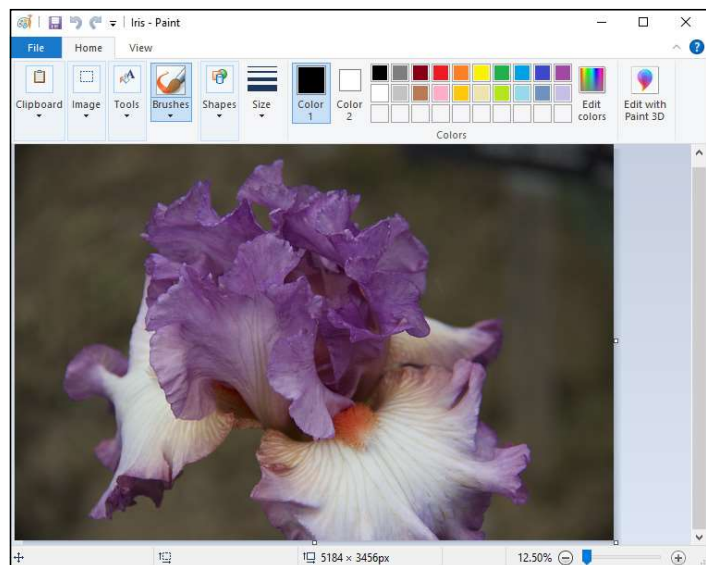 Iris - Paint
File Home View
Clipboard Image Tools Brushes Shapes Size Color 1 Color 2 Edit colors Edit with Paint 3D
Colors
5184 × 3456px 12.50%